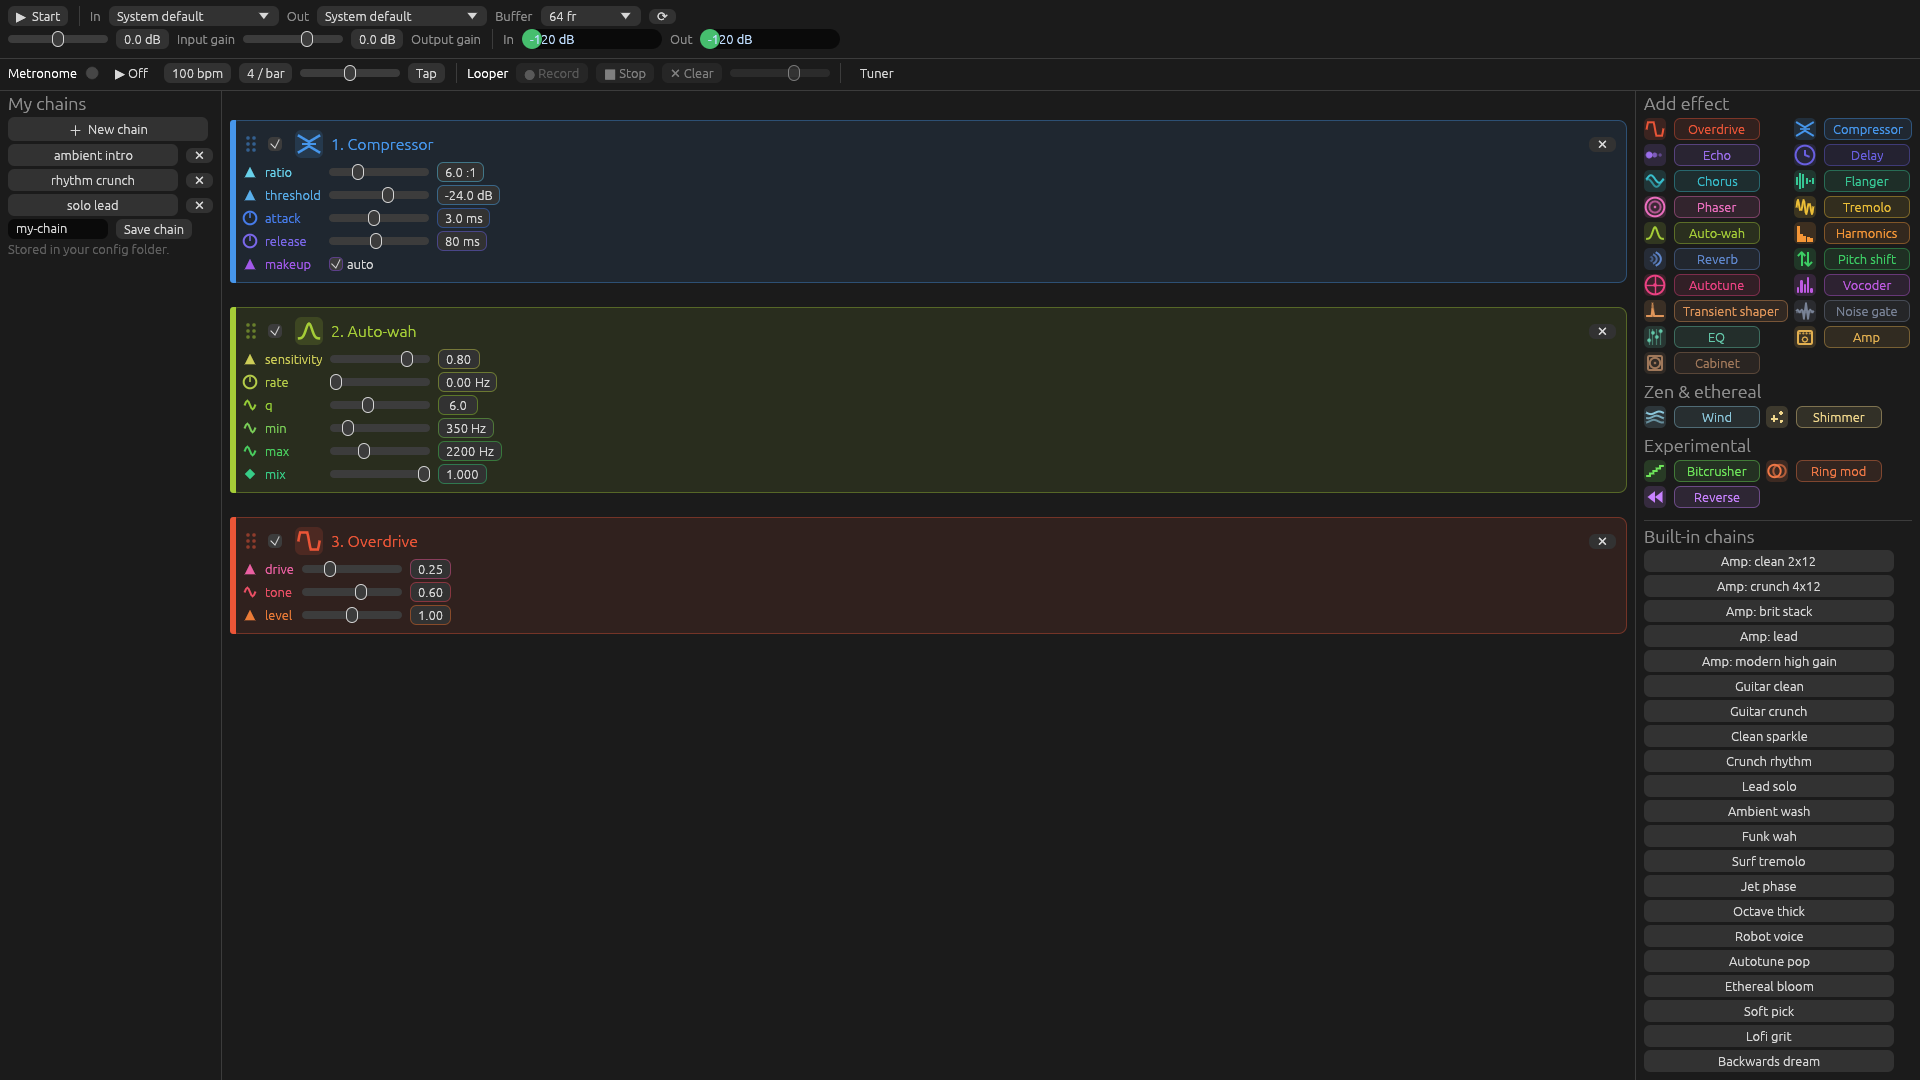 Start In System default Out System default Buffer 64 fr
0.0 dB Input gain 0.0 dB Output gain In -120 dB Out -120 dB
Metronome Off 100 bpm 4 / bar Tap Looper Record Stop Clear Tuner
My chains
+ New chain
ambient intro
rhythm crunch
solo lead
my-chain Save chain
Stored in your config folder.
1. Compressor
ratio 6.0 :1
threshold -24.0 dB
attack 3.0 ms
release 80 ms
makeup auto
2. Auto-wah
sensitivity 0.80
rate 0.00 Hz
q 6.0
min 350 Hz
max 2200 Hz
mix 1.000
3. Overdrive
drive 0.25
tone 0.60
level 1.00
Add effect
Overdrive Compressor
Echo Delay
Chorus Flanger
Phaser Tremolo
Auto-wah Harmonics
Reverb Pitch shift
Autotune Vocoder
Transient shaper Noise gate
EQ Amp
Cabinet
Zen & ethereal
Wind Shimmer
Experimental
Bitcrusher Ring mod
Reverse
Built-in chains
Amp: clean 2x12
Amp: crunch 4x12
Amp: brit stack
Amp: lead
Amp: modern high gain
Guitar clean
Guitar crunch
Clean sparkle
Crunch rhythm
Lead solo
Ambient wash
Funk wah
Surf tremolo
Jet phase
Octave thick
Robot voice
Autotune pop
Ethereal bloom
Soft pick
Lofi grit
Backwards dream